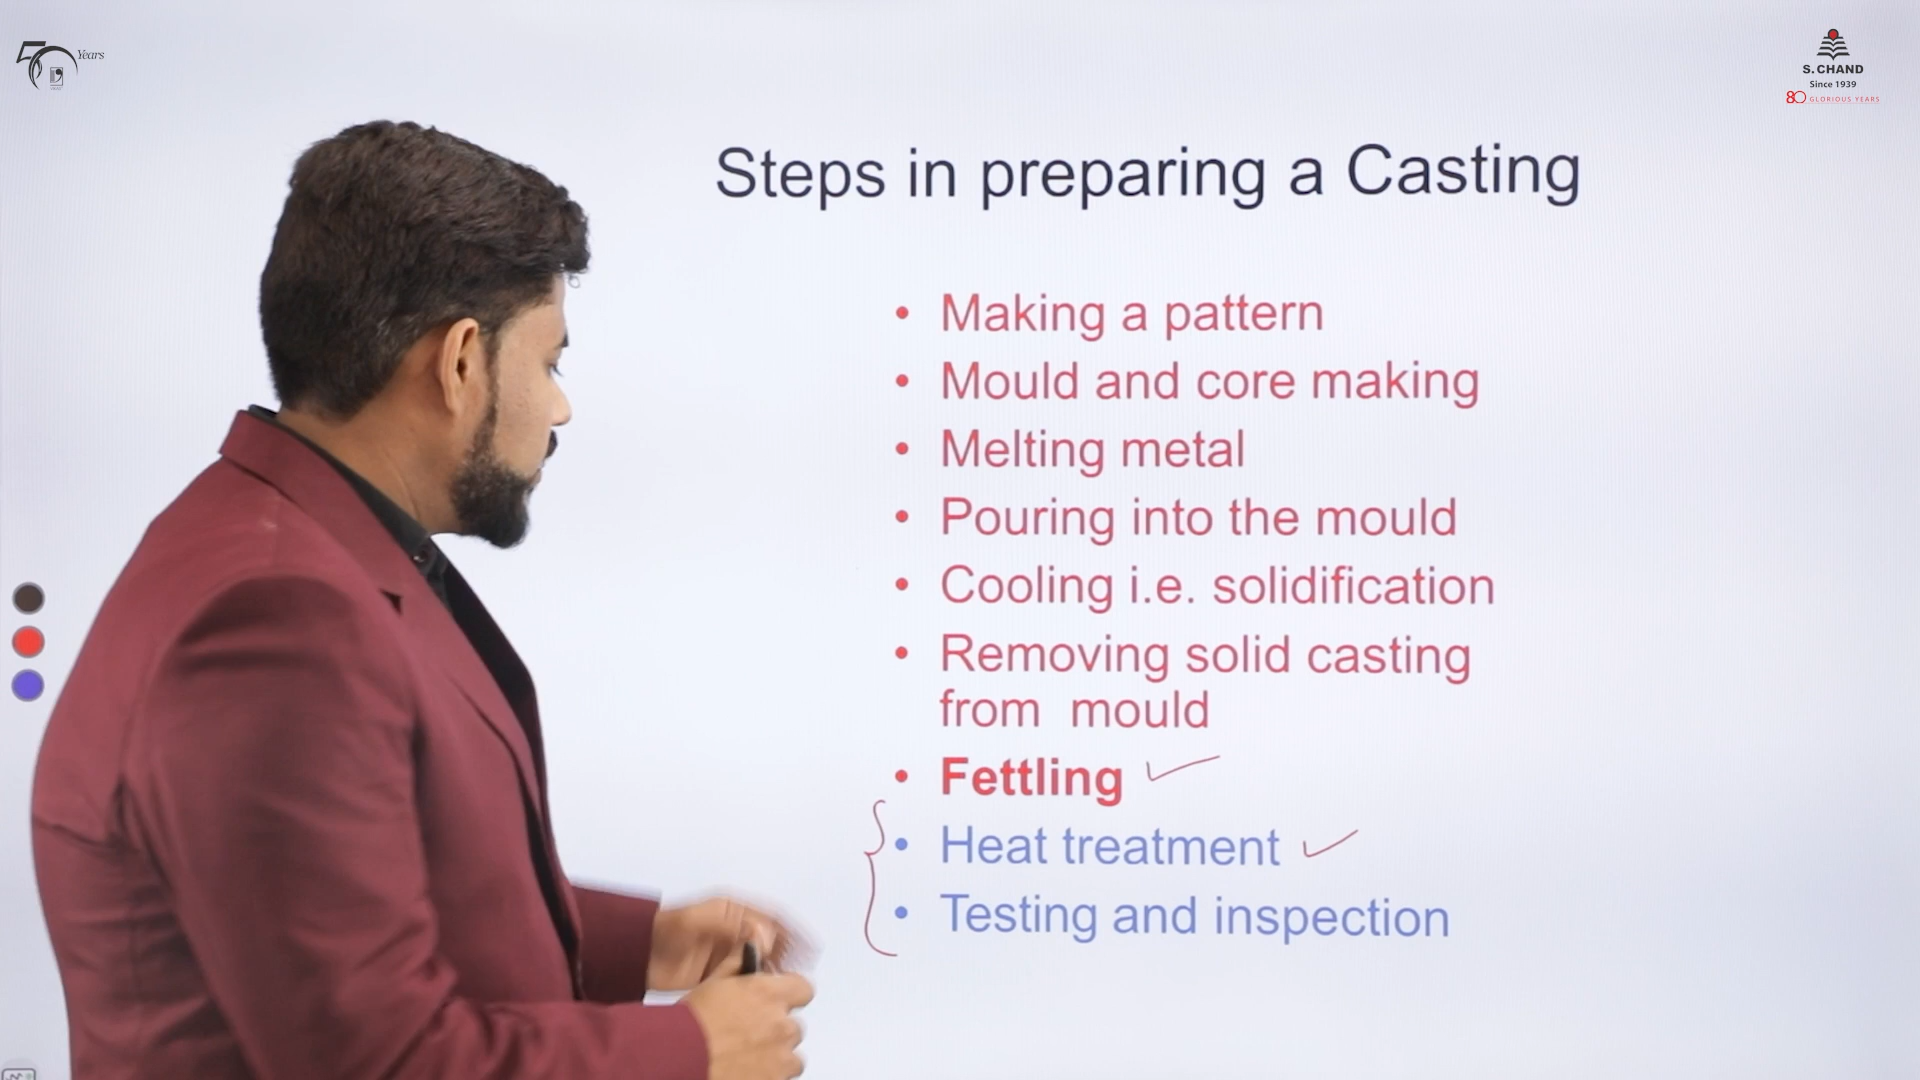 50 Years
S. CHAND
Since 1939
80 GLORIOUS YEARS
Steps in preparing a Casting
• Making a pattern
• Mould and core making
• Melting metal
• Pouring into the mould
• Cooling i.e. solidification
• Removing solid casting
from mould
• Fettling
• Heat treatment
• Testing and inspection